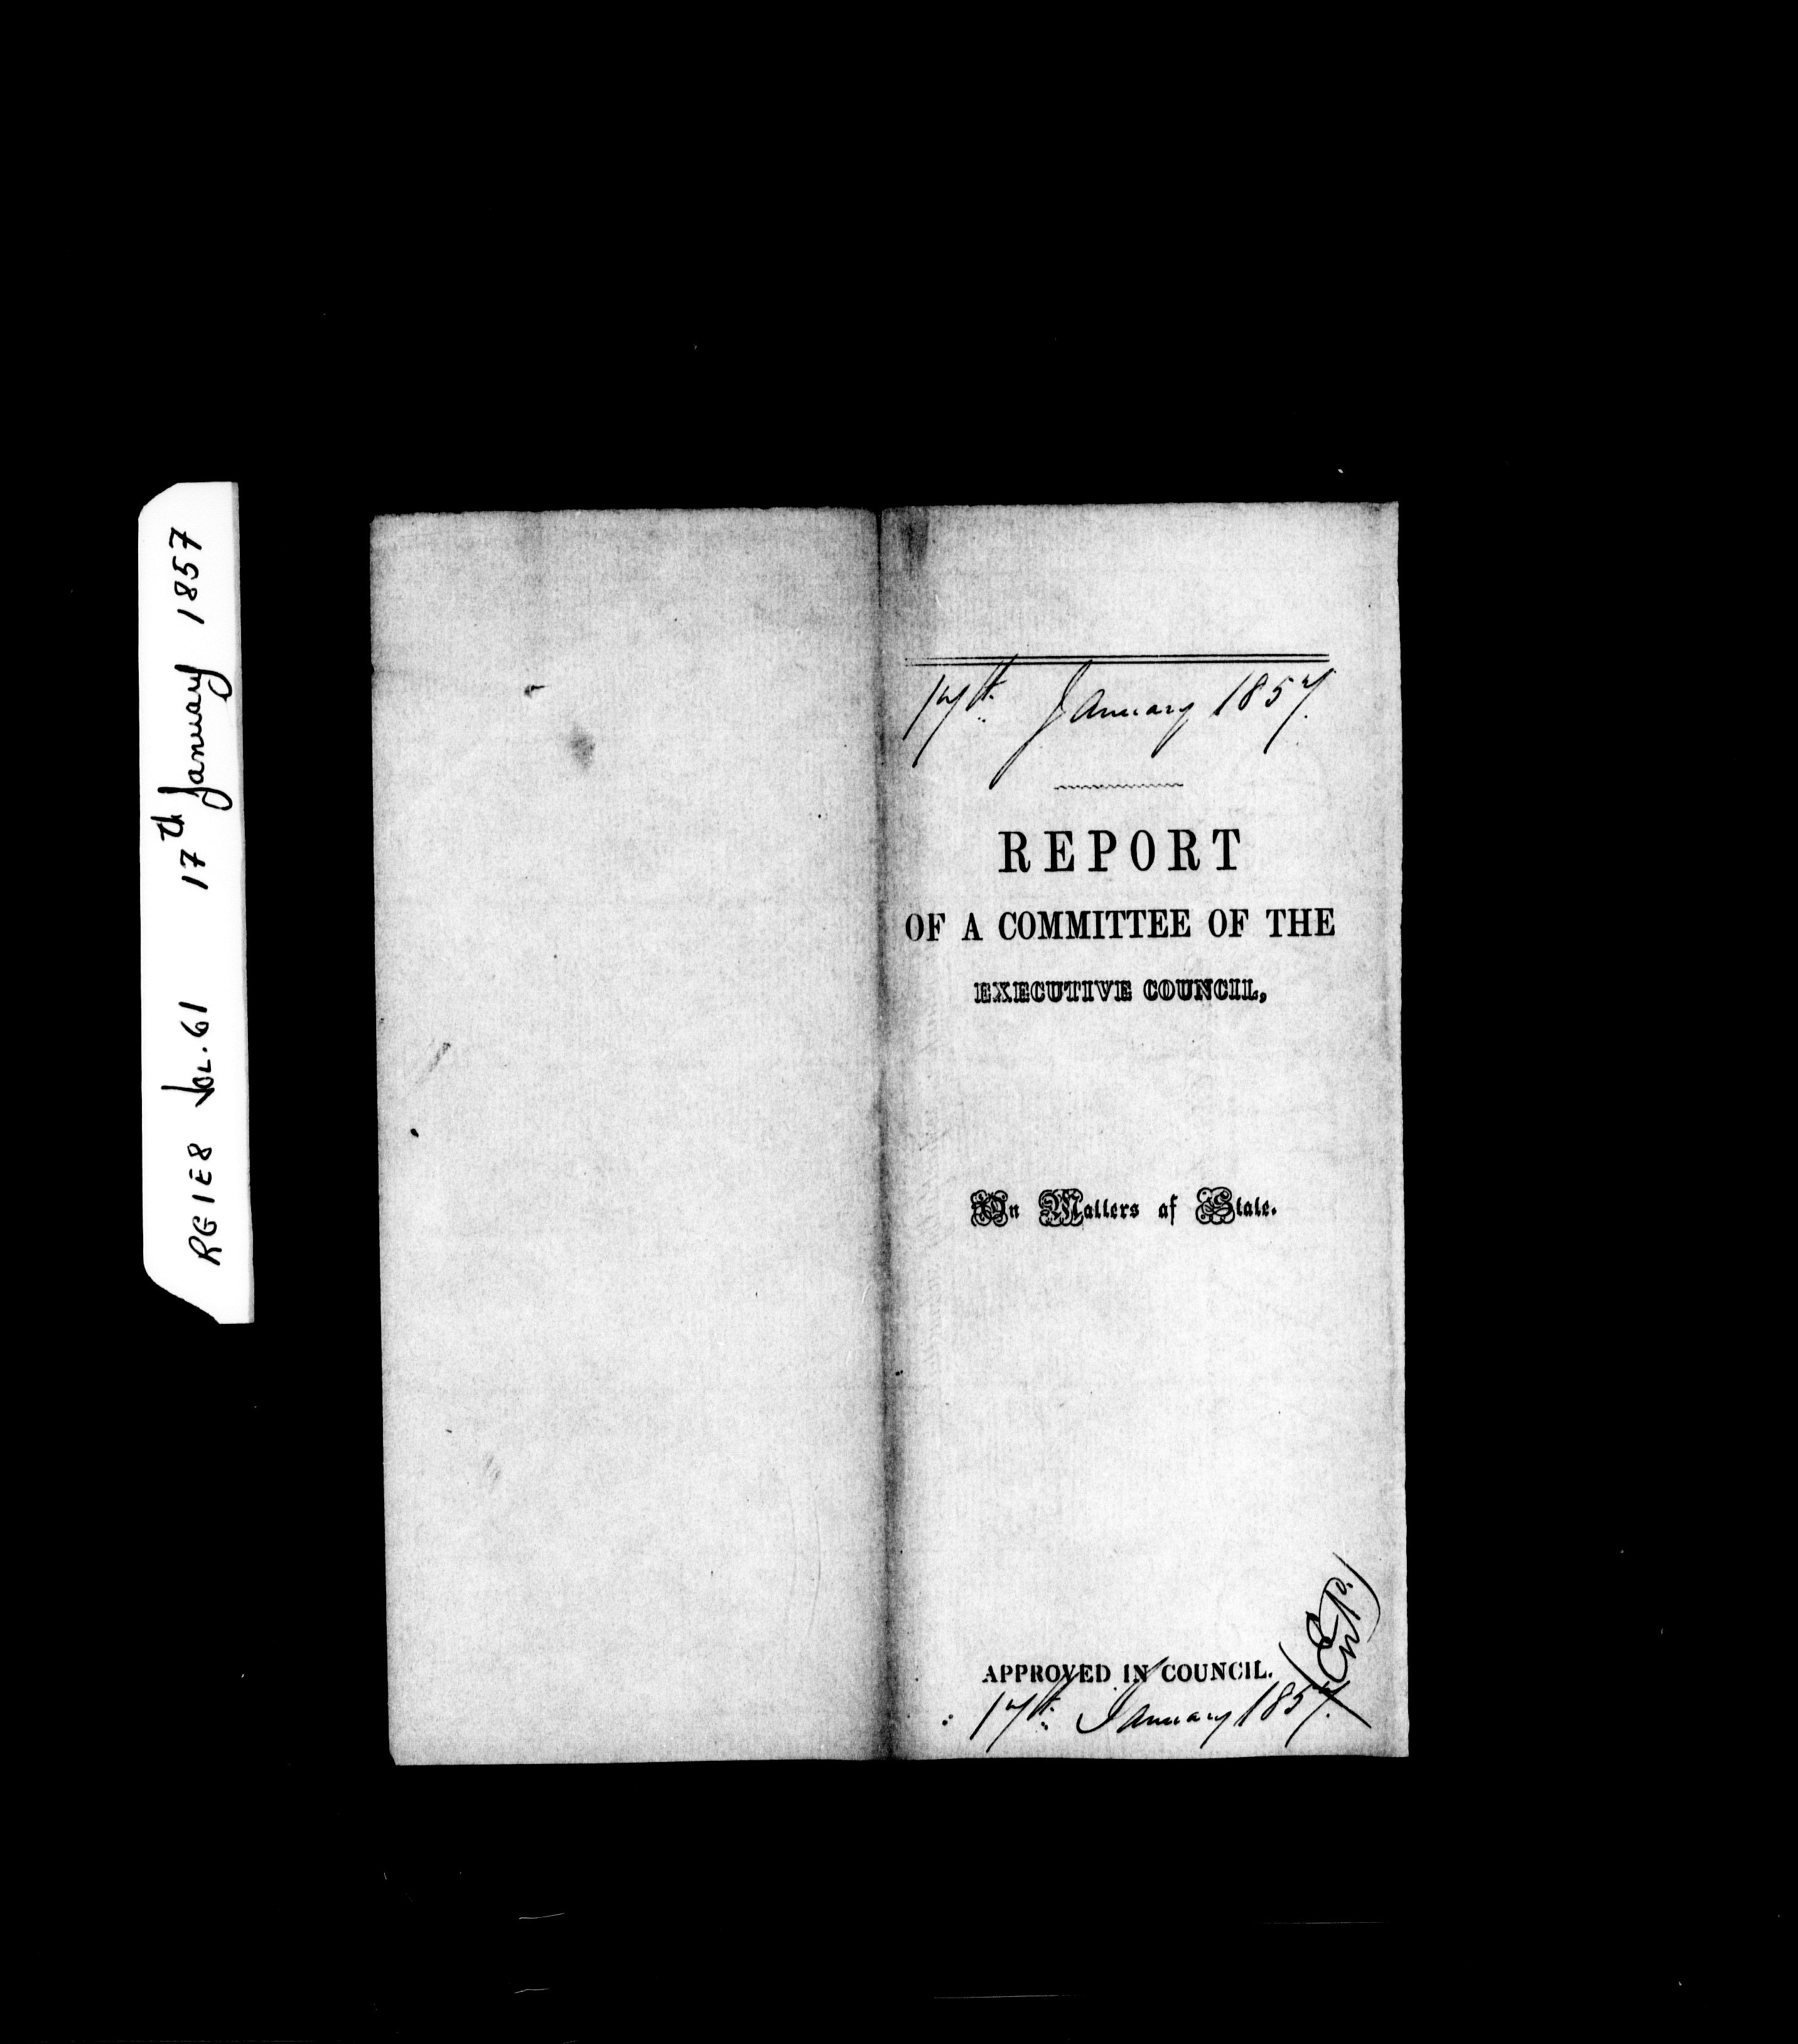 RG1E8 VOL.61 17th January 1857
17th January 1857.
REPORT
OF A COMMITTEE OF THE
EXECUTIVE COUNCIL,
On Matters of State.
APPROVED IN COUNCIL.
17th January 1857.